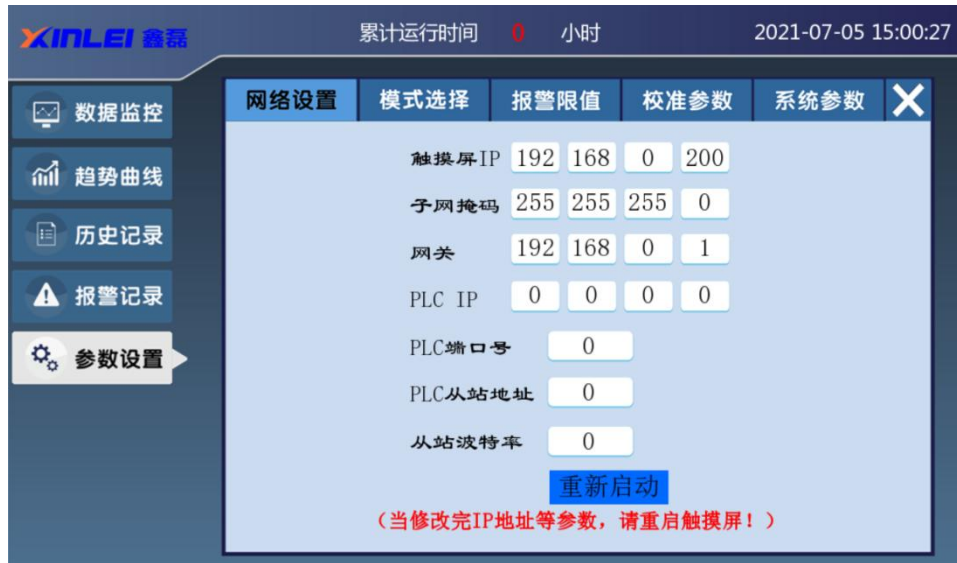 XINLEI 鑫磊 累计运行时间 0 小时 2021-07-05 15:00:27
数据监控
趋势曲线
历史记录
报警记录
参数设置
网络设置 模式选择 报警限值 校准参数 系统参数
触摸屏IP 192 168 0 200
子网掩码 255 255 255 0
网关 192 168 0 1
PLC IP 0 0 0 0
PLC端口号 0
PLC从站地址 0
从站波特率 0
重新启动
（当修改完IP地址等参数，请重启触摸屏！）